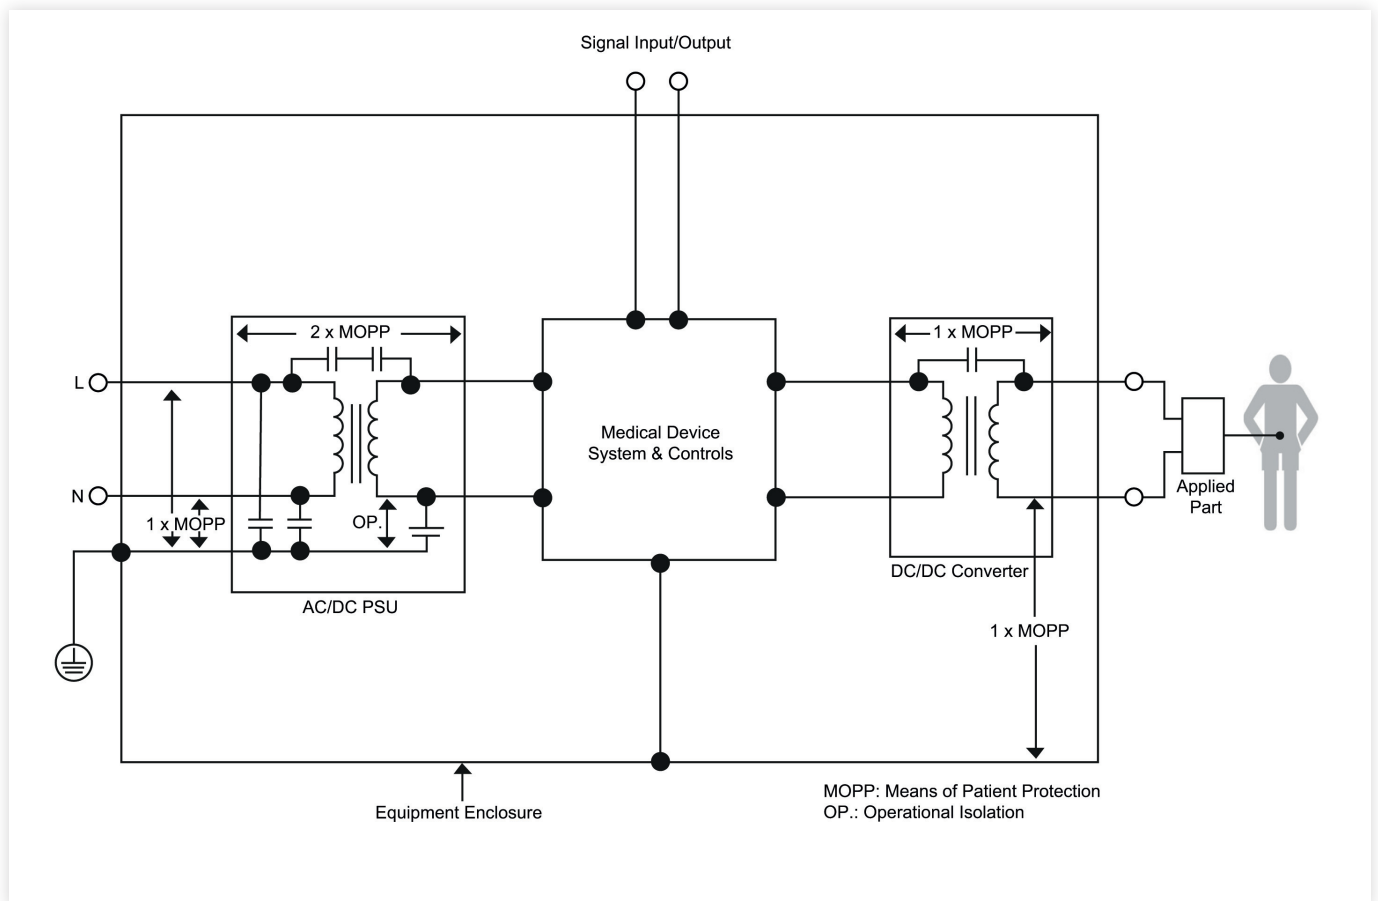 Signal Input/Output
2 x MOPP
1 x MOPP
L
Medical Device
System & Controls
Applied
Part
N
1 x MOPP
OP.
DC/DC Converter
AC/DC PSU
1 x MOPP
MOPP: Means of Patient Protection
Equipment Enclosure
OP.: Operational Isolation